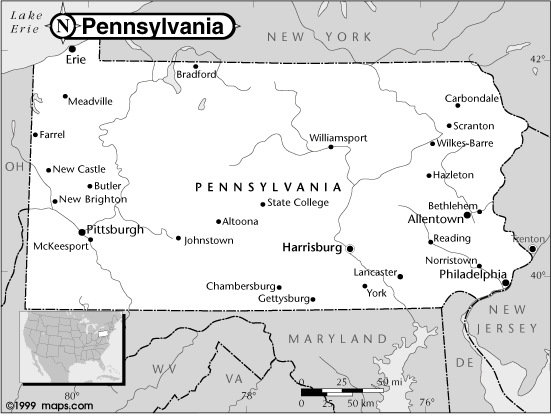 Lake
Erie
N
Pennsylvania
NEW YORK
42°
Erie
Bradford
Meadville
Carbondale
Farrel
Scranton
Williamsport
Wilkes-Barre
OH
New Castle
Hazleton
Butler
PENNSYLVANIA
New Brighton
State College
Bethlehem
Allentown
Altoona
Pittsburgh
McKeesport
Johnstown
Harrisburg
Reading
Trenton
Norristown
Lancaster
Philadelphia
40°
Chambersburg
York
Gettysburg
NEW
JERSEY
MARYLAND
DE
WV
VA
80°
78°
76°
0 25 50 mi
0 25 50 km
©1999 maps.com